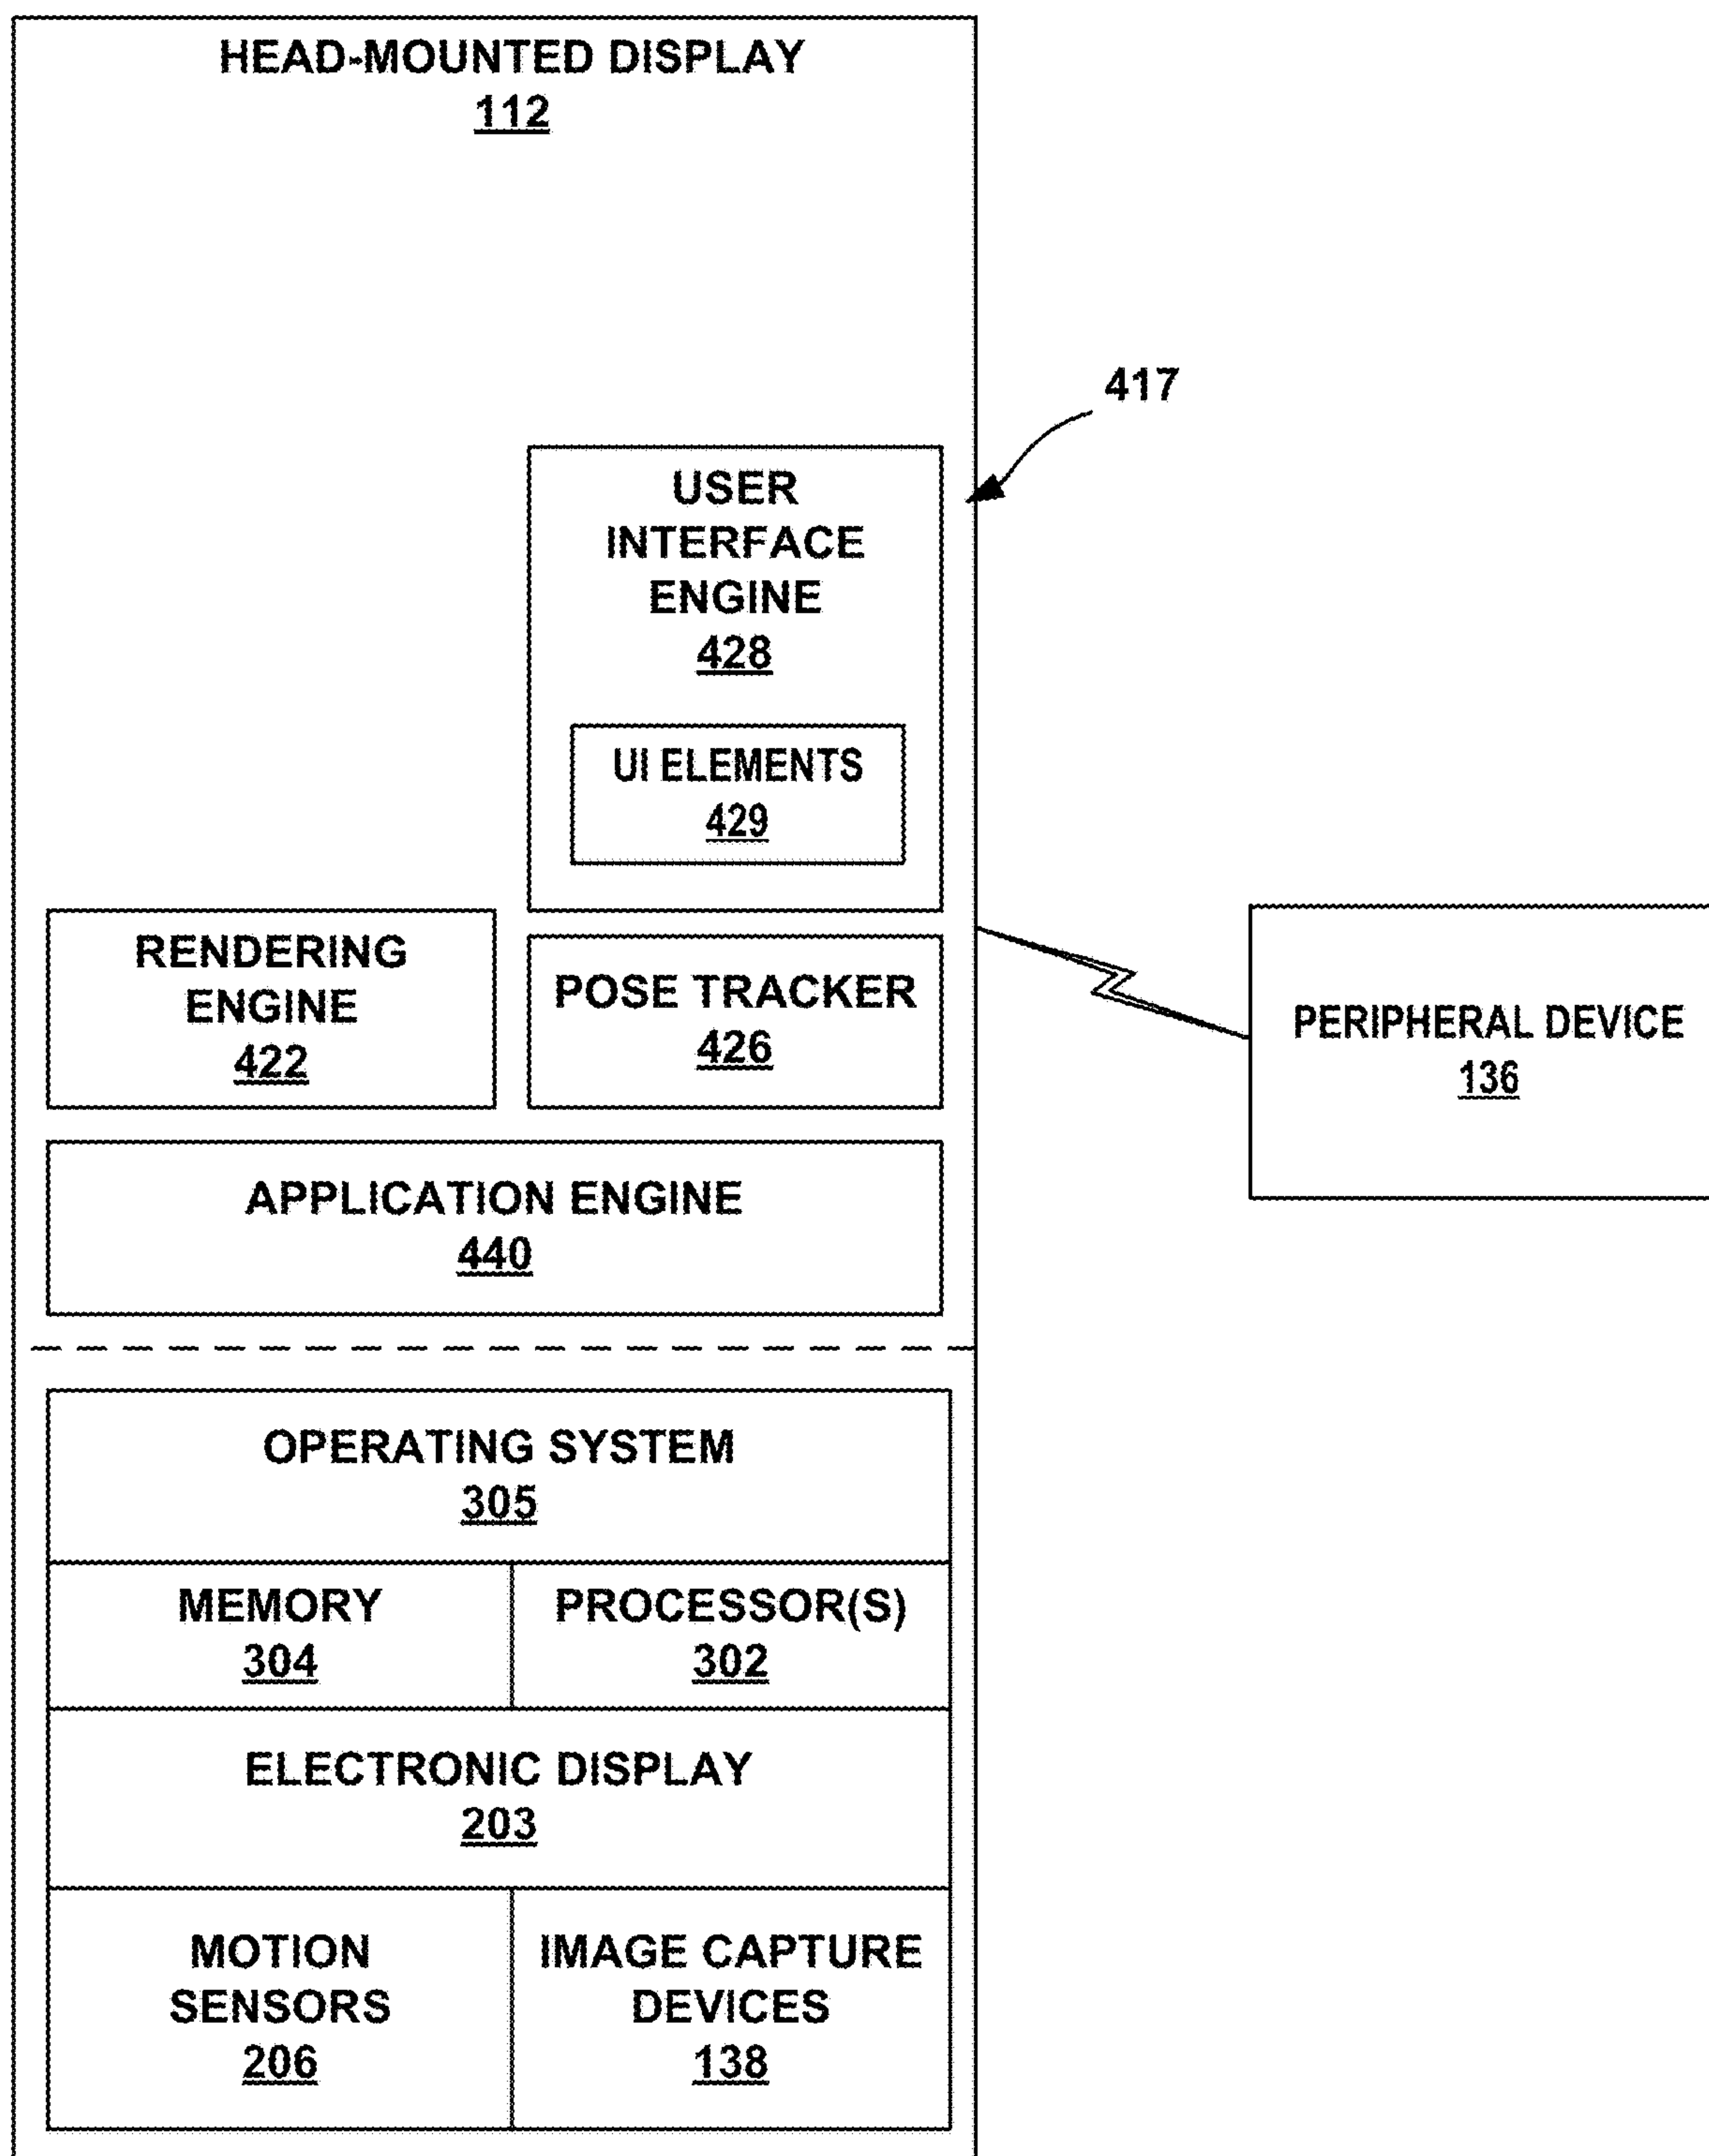 HEAD-MOUNTED DISPLAY
112
417
USER
INTERFACE
ENGINE
428
UI ELEMENTS
429
RENDERING
ENGINE
422
POSE TRACKER
426
PERIPHERAL DEVICE
136
APPLICATION ENGINE
440
OPERATING SYSTEM
305
MEMORY
304
PROCESSOR(S)
302
ELECTRONIC DISPLAY
203
MOTION
SENSORS
206
IMAGE CAPTURE
DEVICES
138